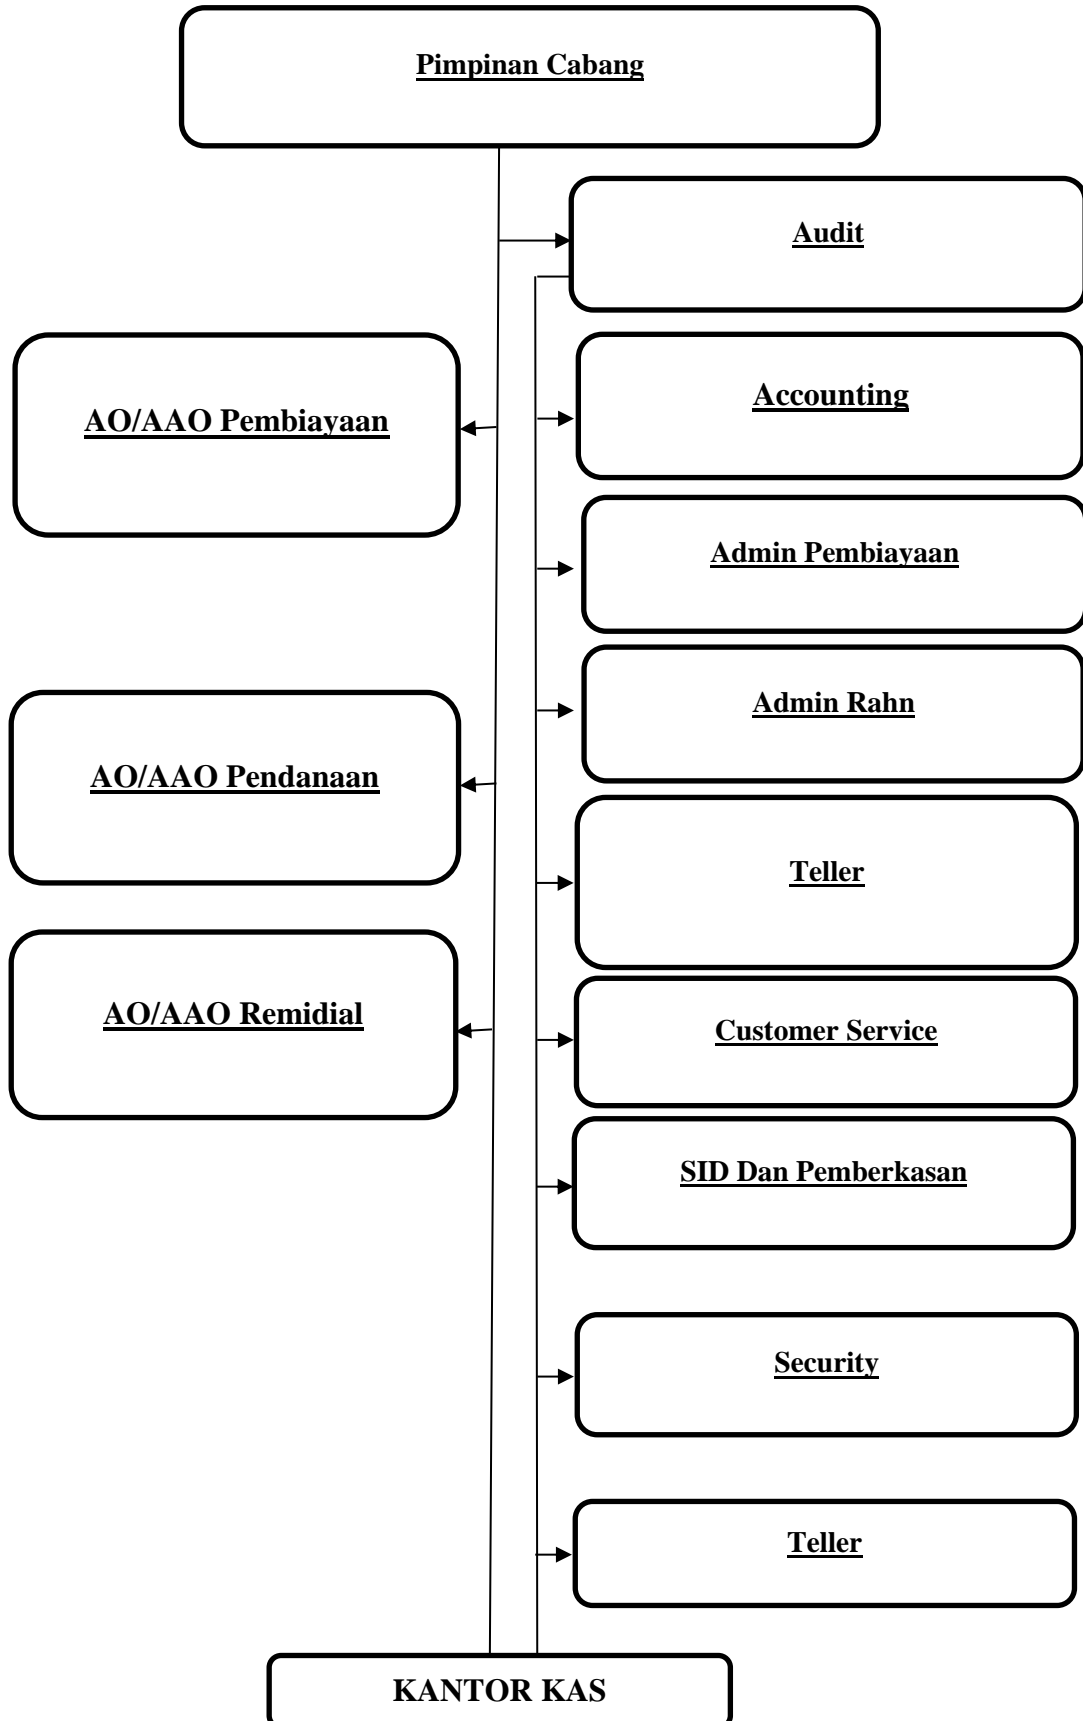 Pimpinan Cabang
Audit
Accounting
AO/AAO Pembiayaan
Admin Pembiayaan
Admin Rahn
AO/AAO Pendanaan
Teller
AO/AAO Remidial
Customer Service
SID Dan Pemberkasan
Security
Teller
KANTOR KAS